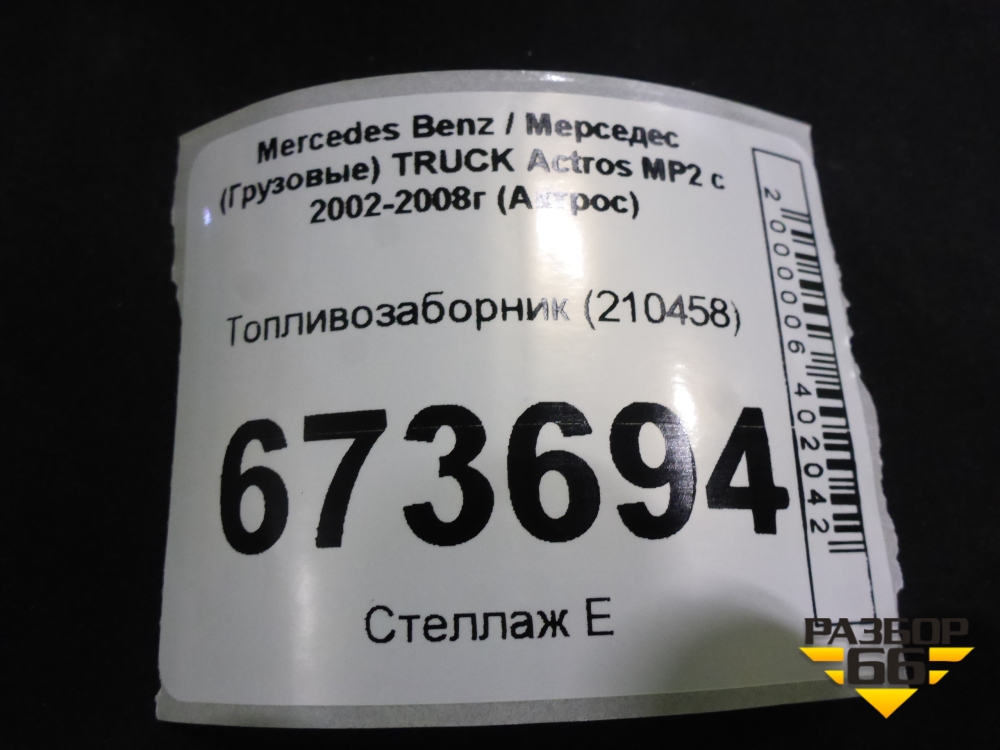 Mercedes Benz / Мерседес
(Грузовые) TRUCK Actros MP2 с
2002-2008г (Актрос)
Топливозаборник (210458)
673694
Стеллаж Е
2000006402042
РАЗБОР
66